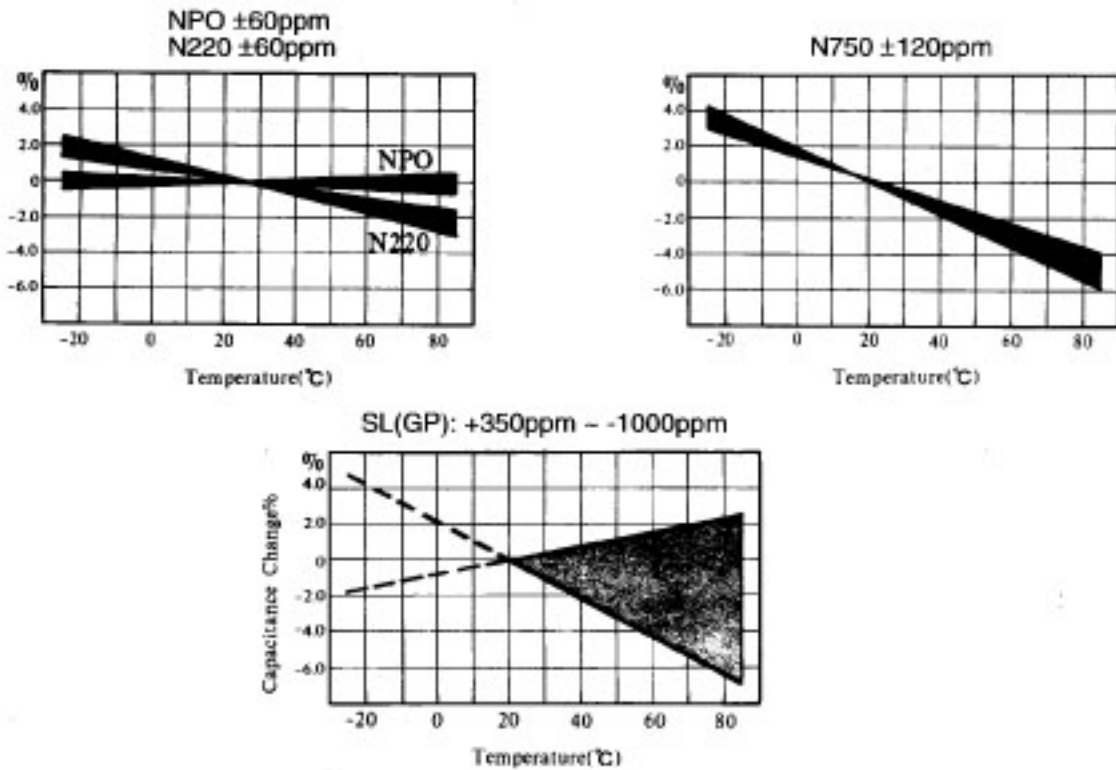 NPO ±60ppm
N220 ±60ppm
%
4.0
2.0
0
-2.0
-4.0
-6.0
NPO
N220
-20 0 20 40 60 80
Temperature(℃)
N750 ±120ppm
%
4.0
2.0
0
-2.0
-4.0
-6.0
-20 0 20 40 60 80
Temperature(℃)
SL(GP): +350ppm ~ -1000ppm
Capacitance Change%
%
4.0
2.0
0
-2.0
-4.0
-6.0
-20 0 20 40 60 80
Temperature(℃)